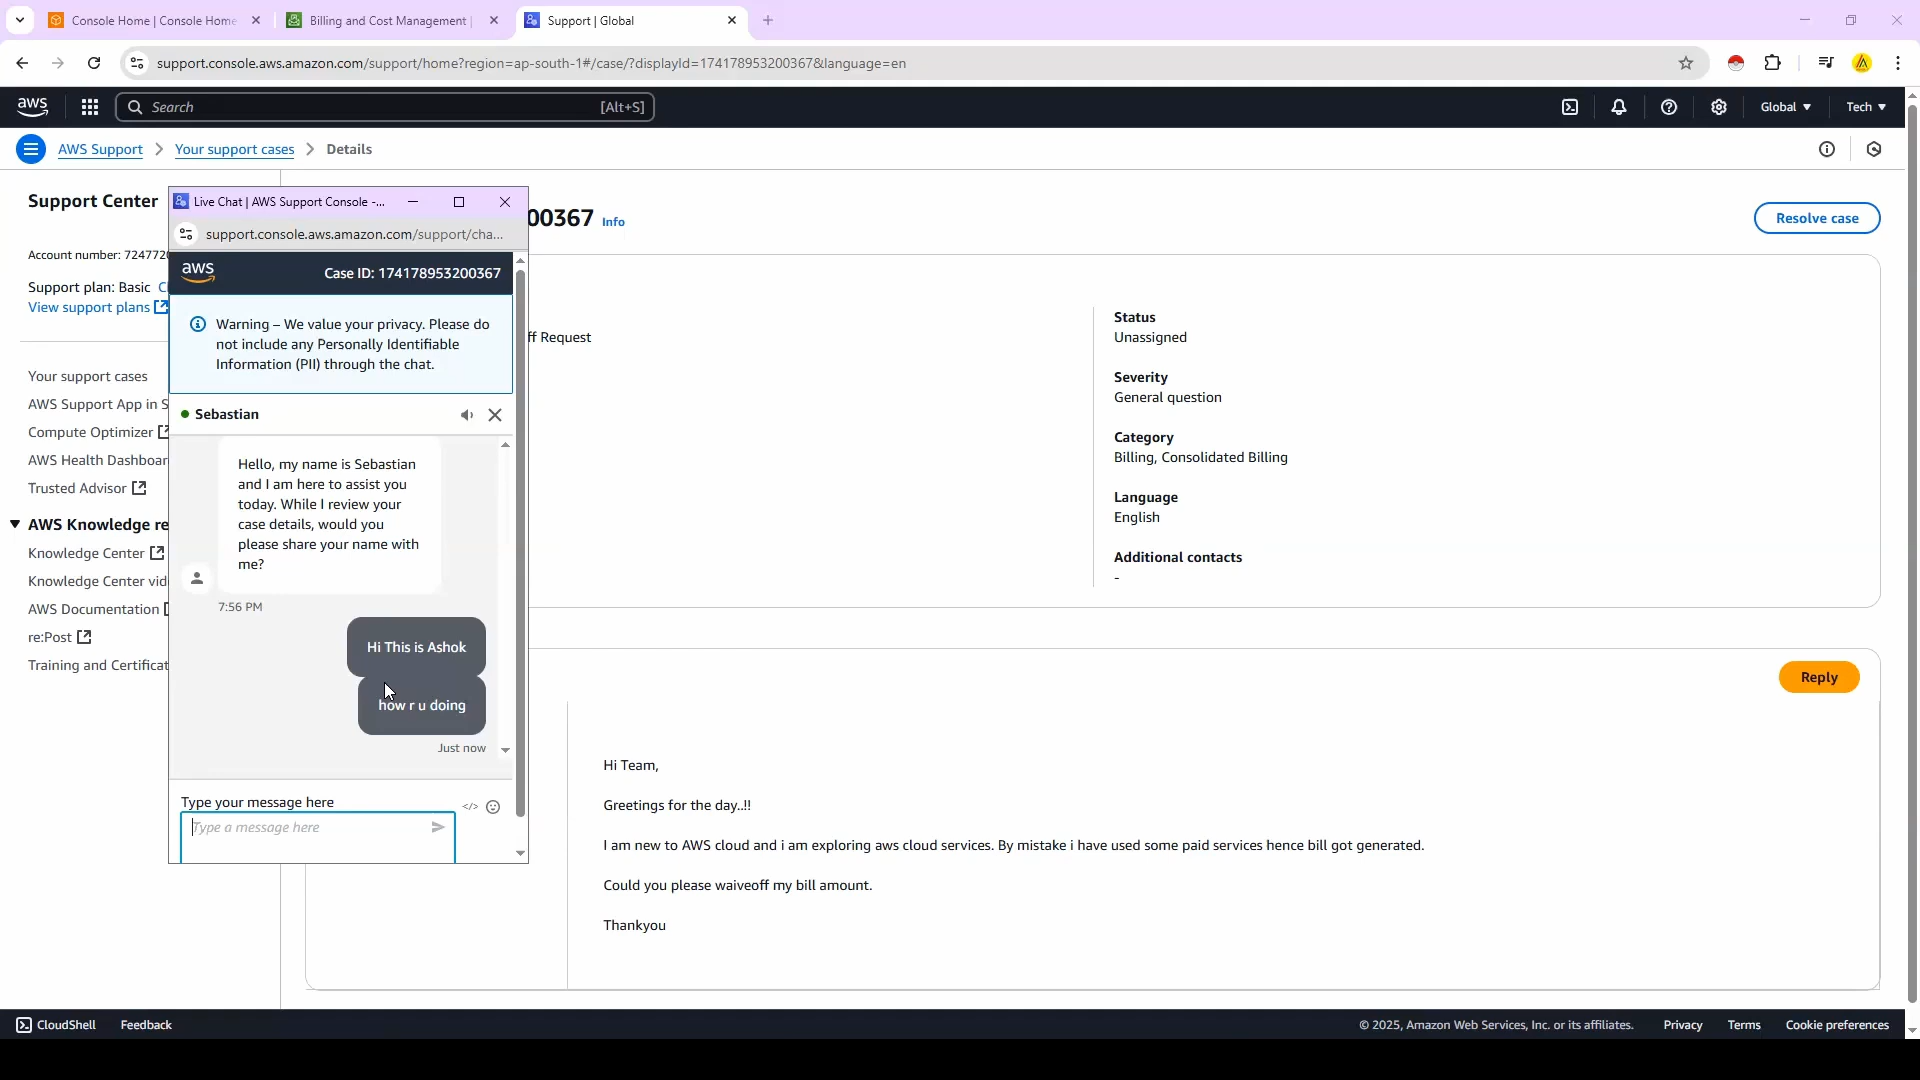 Console Home | Console Home
Billing and Cost Management |
Support | Global
support.console.aws.amazon.com/support/home?region=ap-south-1#/case/?displayId=174178953200367&language=en
aws
Search
[Alt+S]
Global
Tech
AWS Support
Your support cases
Details
Support Center
Account number: 724772
Support plan: Basic
View support plans
Your support cases
AWS Support App in S
Compute Optimizer
AWS Health Dashboar
Trusted Advisor
AWS Knowledge re
Knowledge Center
Knowledge Center vid
AWS Documentation
re:Post
Training and Certificat
Live Chat | AWS Support Console -...
support.console.aws.amazon.com/support/cha...
aws
Case ID: 174178953200367
Warning – We value your privacy. Please do
not include any Personally Identifiable
Information (PII) through the chat.
Sebastian
Hello, my name is Sebastian
and I am here to assist you
today. While I review your
case details, would you
please share your name with
me?
7:56 PM
Hi This is Ashok
how r u doing
Just now
Type your message here
Type a message here
00367 Info
Resolve case
ff Request
Status
Unassigned
Severity
General question
Category
Billing, Consolidated Billing
Language
English
Additional contacts
-
Reply
Hi Team,
Greetings for the day..!!
I am new to AWS cloud and i am exploring aws cloud services. By mistake i have used some paid services hence bill got generated.
Could you please waiveoff my bill amount.
Thankyou
CloudShell
Feedback
© 2025, Amazon Web Services, Inc. or its affiliates.
Privacy
Terms
Cookie preferences